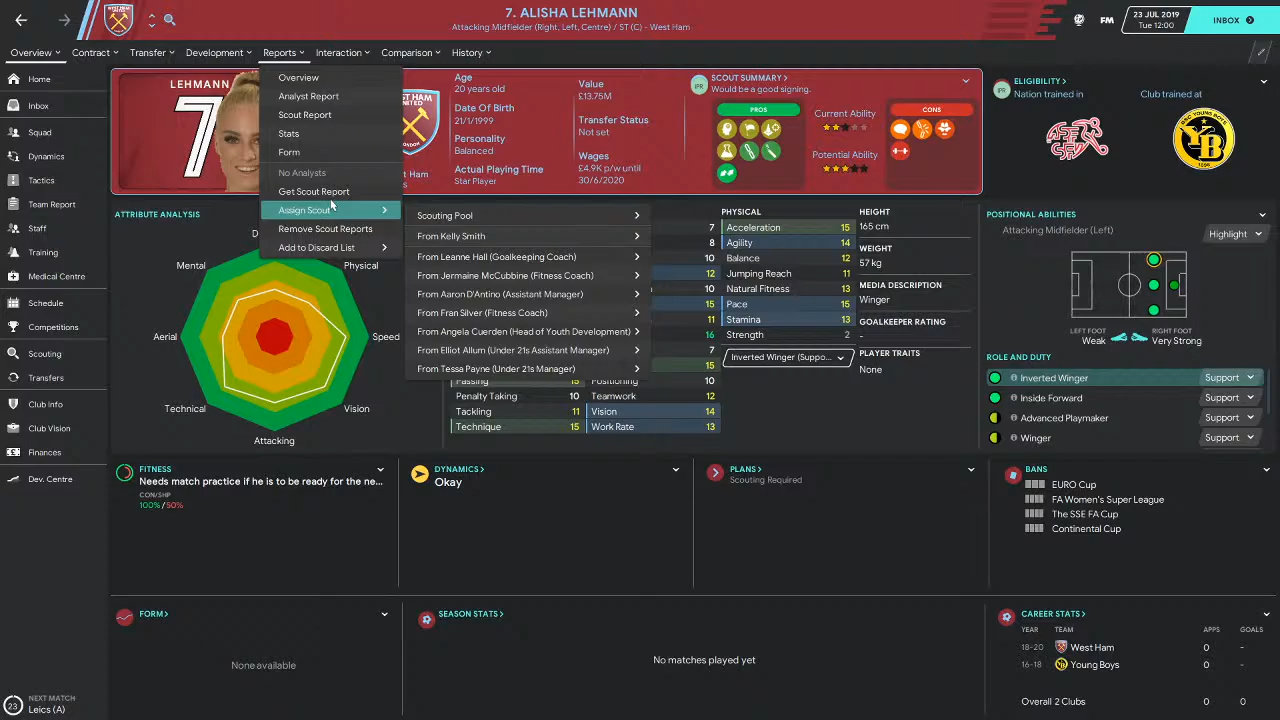 7. ALISHA LEHMANN
Attacking Midfielder (Right, Left, Centre) / ST (C) - West Ham
FM
23 JUL 2019
Tue 12:00
INBOX
Overview
Contract
Transfer
Development
Reports
Interaction
Comparison
History
Home
Inbox
Squad
Dynamics
Tactics
Team Report
Staff
Training
Medical Centre
Schedule
Competitions
Scouting
Transfers
Club Info
Club Vision
Finances
Dev. Centre
23
NEXT MATCH
Leics (A)
LEHMANN
7
Overview
Analyst Report
Scout Report
Stats
Form
No Analysts
Get Scout Report
Assign Scout
Remove Scout Reports
Add to Discard List
Scouting Pool
From Kelly Smith
From Leanne Hall (Goalkeeping Coach)
From Jermaine McCubbine (Fitness Coach)
From Aaron D'Antino (Assistant Manager)
From Fran Silver (Fitness Coach)
From Angela Cuerden (Head of Youth Development)
From Elliot Allum (Under 21s Assistant Manager)
From Tessa Payne (Under 21s Manager)
Age
20 years old
Date Of Birth
21/1/1999
Personality
Balanced
Actual Playing Time
Star Player
Value
£13.75M
Transfer Status
Not set
Wages
£4.9K p/w until
30/6/2020
IPR
SCOUT SUMMARY
Would be a good signing.
PROS
Current Ability
Potential Ability
CONS
IPR
ELIGIBILITY
Nation trained in
Club trained at
ATTRIBUTE ANALYSIS
Mental
Physical
Aerial
Speed
Technical
Vision
Attacking
Passing 15
Penalty Taking 10
Tackling 11
Technique 15
7
8
10
12
10
15
11
16
7
15
Positioning 10
Teamwork 12
Vision 14
Work Rate 13
PHYSICAL
Acceleration 15
Agility 14
Balance 12
Jumping Reach 11
Natural Fitness 13
Pace 15
Stamina 13
Strength 2
Inverted Winger (Suppo...
HEIGHT
165 cm
WEIGHT
57 kg
MEDIA DESCRIPTION
Winger
GOALKEEPER RATING
-
PLAYER TRAITS
None
POSITIONAL ABILITIES
Attacking Midfielder (Left)
Highlight
LEFT FOOT
Weak
RIGHT FOOT
Very Strong
ROLE AND DUTY
Inverted Winger Support
Inside Forward Support
Advanced Playmaker Support
Winger Support
FITNESS
Needs match practice if he is to be ready for the ne...
CON/SHP
100% / 50%
DYNAMICS
Okay
PLANS
Scouting Required
BANS
EURO Cup
FA Women's Super League
The SSE FA Cup
Continental Cup
FORM
None available
SEASON STATS
No matches played yet
CAREER STATS
YEAR TEAM APPS GOALS
18-20 West Ham 0 -
16-18 Young Boys 0 -
Overall 2 Clubs 0 0